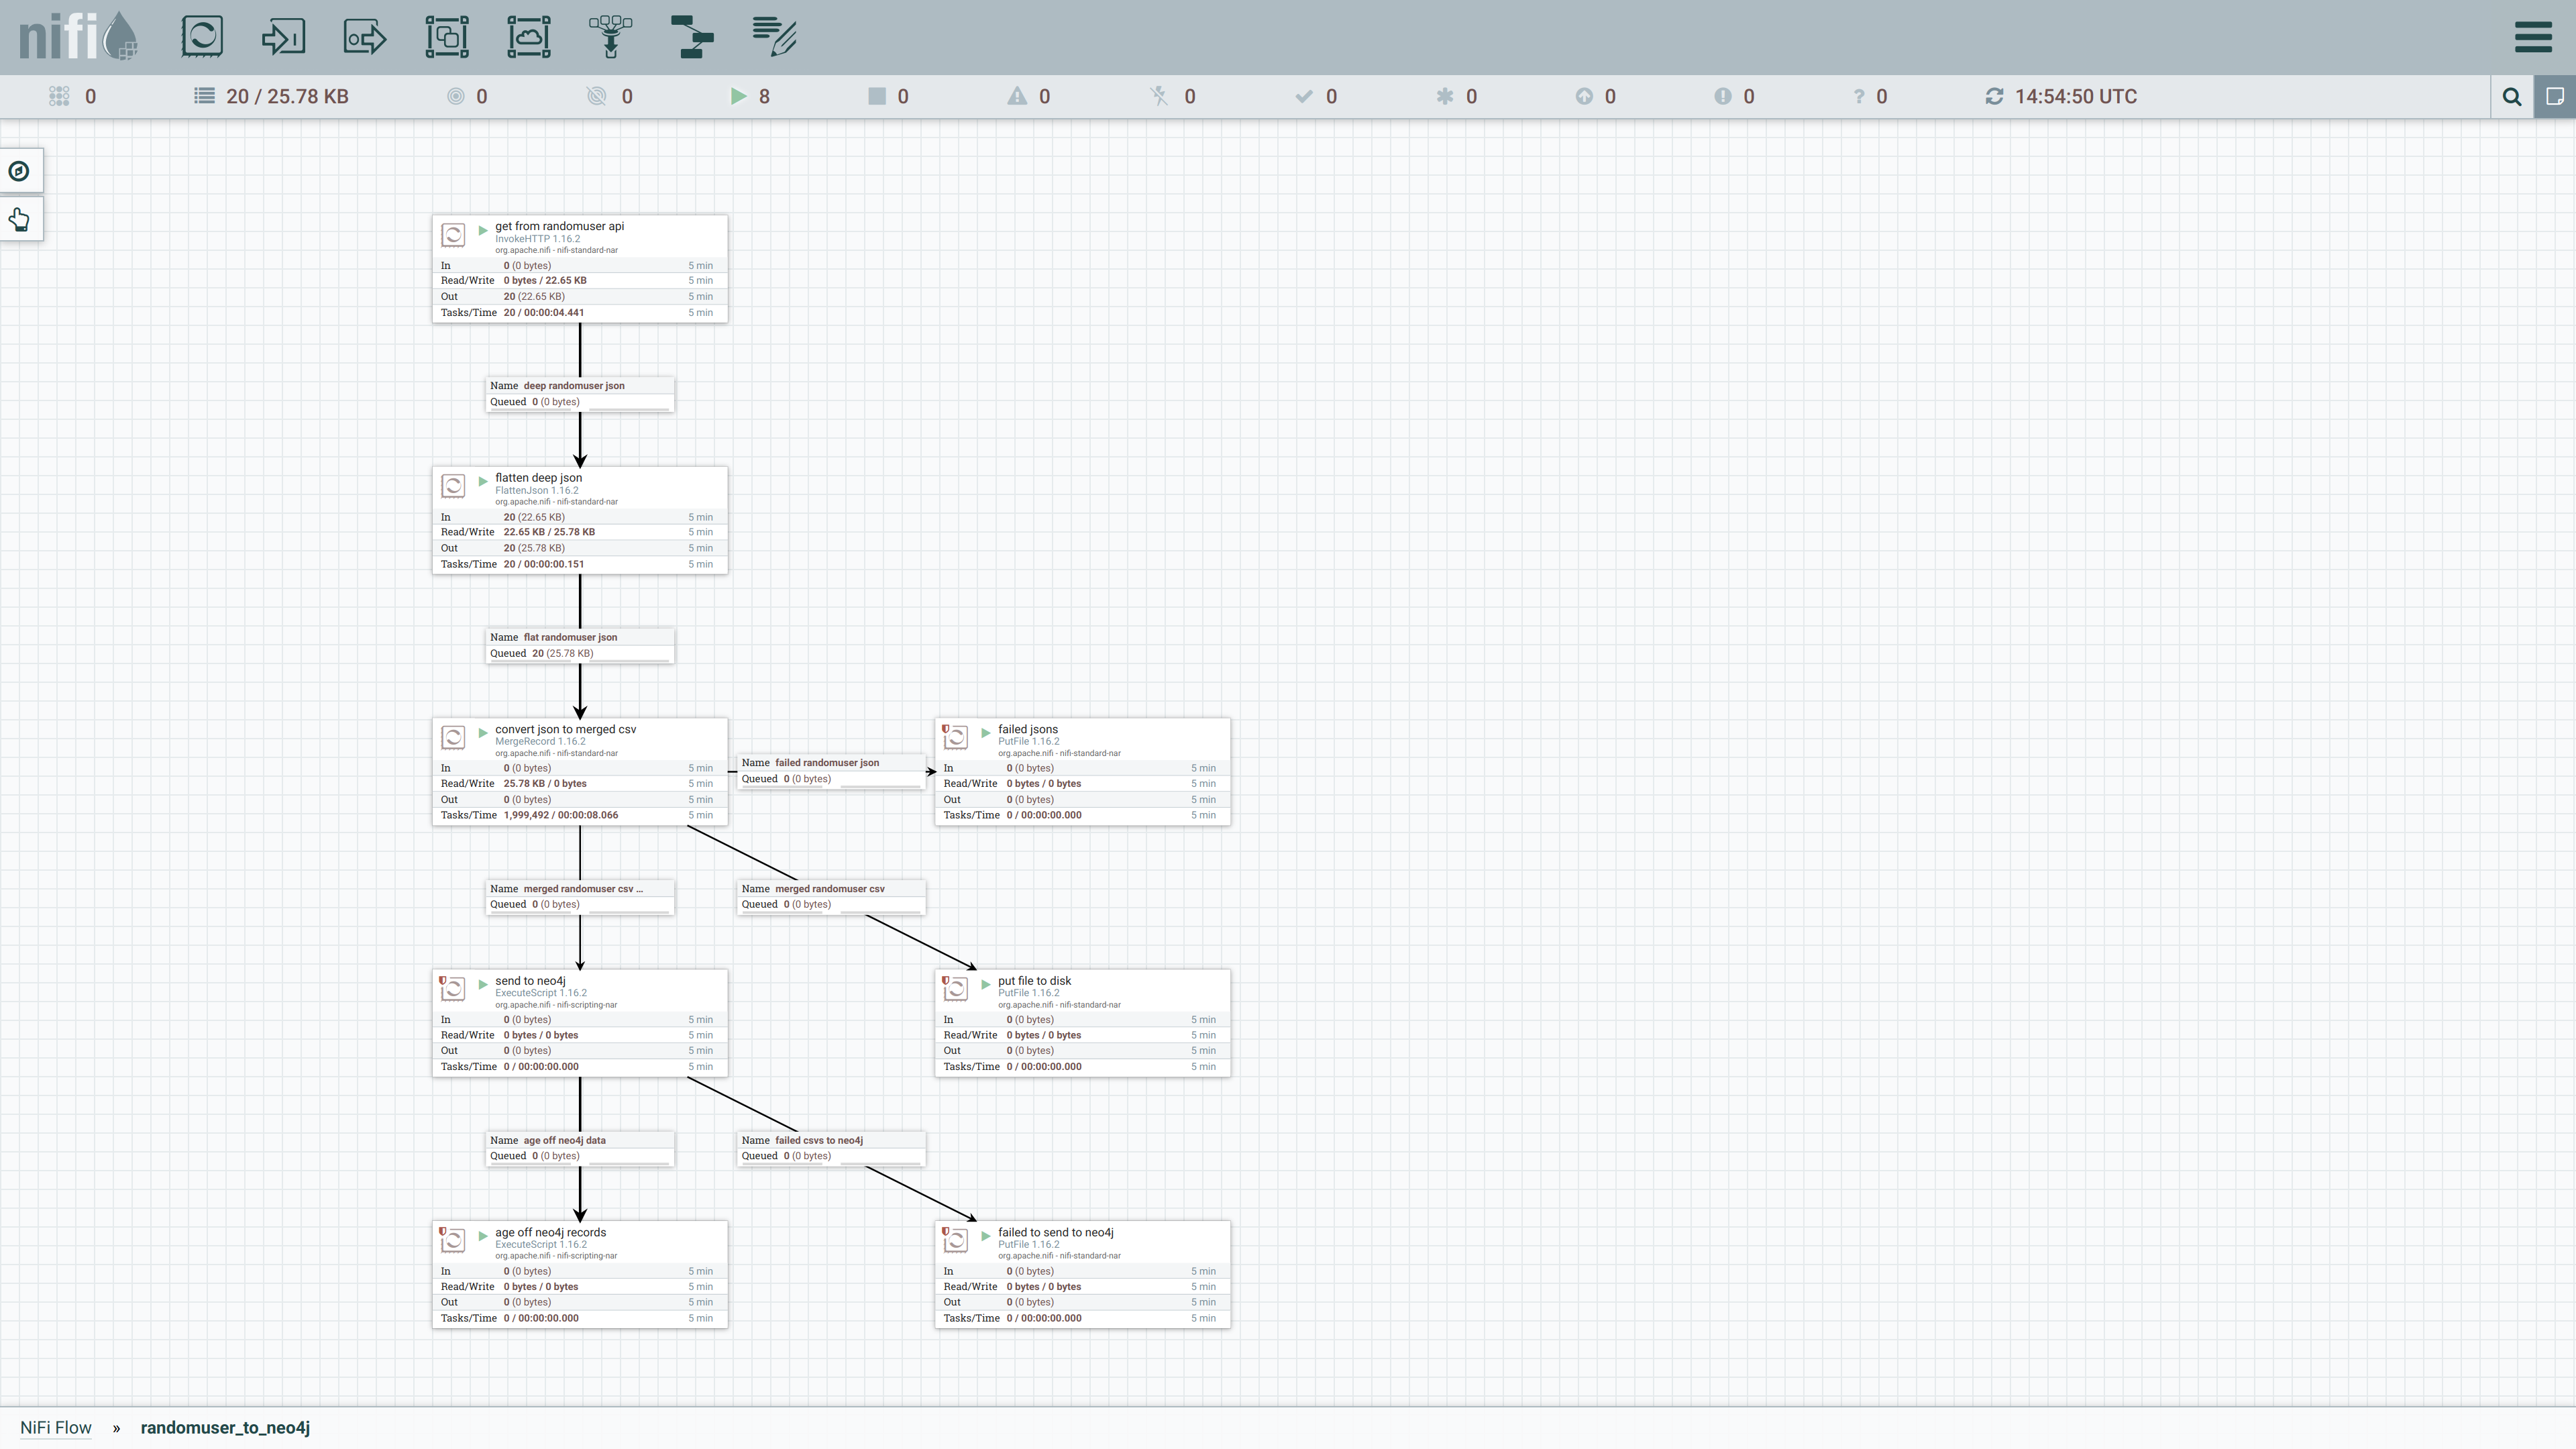 nifi
0
20 / 25.78 KB
0
0
8
0
0
0
0
0
0
0
? 0
14:54:50 UTC
get from randomuser api
InvokeHTTP 1.16.2
org.apache.nifi - nifi-standard-nar
In 0 (0 bytes) 5 min
Read/Write 0 bytes / 22.65 KB 5 min
Out 20 (22.65 KB) 5 min
Tasks/Time 20 / 00:00:04.441 5 min
Name deep randomuser json
Queued 0 (0 bytes)
flatten deep json
FlattenJson 1.16.2
org.apache.nifi - nifi-standard-nar
In 20 (22.65 KB) 5 min
Read/Write 22.65 KB / 25.78 KB 5 min
Out 20 (25.78 KB) 5 min
Tasks/Time 20 / 00:00:00.151 5 min
Name flat randomuser json
Queued 20 (25.78 KB)
convert json to merged csv
MergeRecord 1.16.2
org.apache.nifi - nifi-standard-nar
In 0 (0 bytes) 5 min
Read/Write 25.78 KB / 0 bytes 5 min
Out 0 (0 bytes) 5 min
Tasks/Time 1,999,492 / 00:00:08.066 5 min
Name failed randomuser json
Queued 0 (0 bytes)
failed jsons
PutFile 1.16.2
org.apache.nifi - nifi-standard-nar
In 0 (0 bytes) 5 min
Read/Write 0 bytes / 0 bytes 5 min
Out 0 (0 bytes) 5 min
Tasks/Time 0 / 00:00:00.000 5 min
Name merged randomuser csv ...
Queued 0 (0 bytes)
Name merged randomuser csv
Queued 0 (0 bytes)
send to neo4j
ExecuteScript 1.16.2
org.apache.nifi - nifi-scripting-nar
In 0 (0 bytes) 5 min
Read/Write 0 bytes / 0 bytes 5 min
Out 0 (0 bytes) 5 min
Tasks/Time 0 / 00:00:00.000 5 min
put file to disk
PutFile 1.16.2
org.apache.nifi - nifi-standard-nar
In 0 (0 bytes) 5 min
Read/Write 0 bytes / 0 bytes 5 min
Out 0 (0 bytes) 5 min
Tasks/Time 0 / 00:00:00.000 5 min
Name age off neo4j data
Queued 0 (0 bytes)
Name failed csvs to neo4j
Queued 0 (0 bytes)
age off neo4j records
ExecuteScript 1.16.2
org.apache.nifi - nifi-scripting-nar
In 0 (0 bytes) 5 min
Read/Write 0 bytes / 0 bytes 5 min
Out 0 (0 bytes) 5 min
Tasks/Time 0 / 00:00:00.000 5 min
failed to send to neo4j
PutFile 1.16.2
org.apache.nifi - nifi-standard-nar
In 0 (0 bytes) 5 min
Read/Write 0 bytes / 0 bytes 5 min
Out 0 (0 bytes) 5 min
Tasks/Time 0 / 00:00:00.000 5 min
NiFi Flow » randomuser_to_neo4j